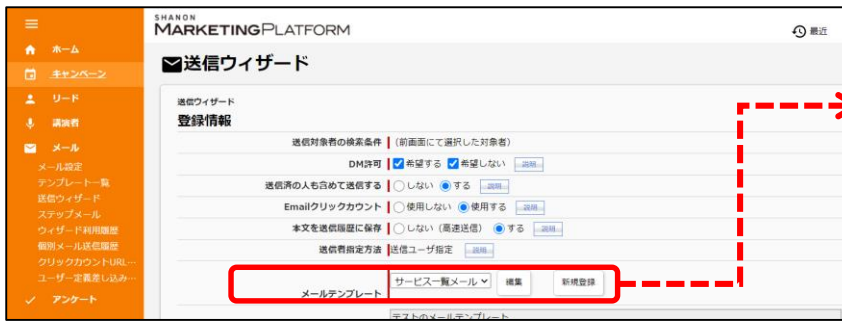 SHANON
MARKETINGPLATFORM
最近
ホーム
キャンペーン
リード
講演者
メール
メール設定
テンプレート一覧
送信ウィザード
ステップメール
ウィザード利用履歴
個別メール送信履歴
クリックカウントURL…
ユーザー定義差し込み…
アンケート
送信ウィザード
送信ウィザード
登録情報
送信対象者の検索条件 (前画面にて選択した対象者)
DM許可 希望する 希望しない 説明
送信済の人も含めて送信する しない する 説明
Emailクリックカウント 使用しない 使用する 説明
本文を送信履歴に保存 しない (高速送信) する 説明
送信者指定方法 送信ユーザ指定 説明
メールテンプレート サービス一覧メール 編集 新規登録
テストのメールテンプレート